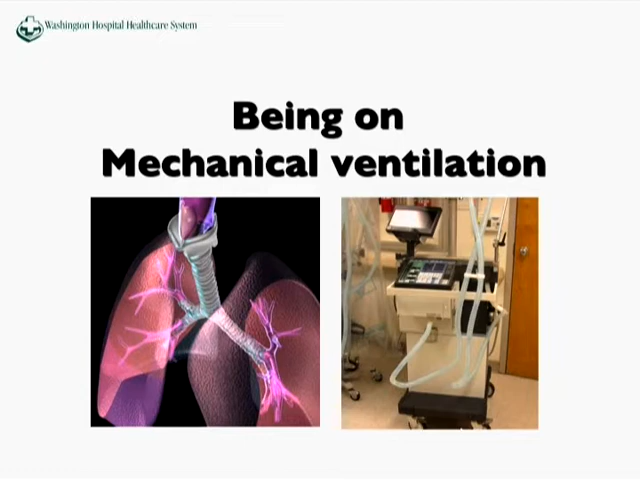 Washington Hospital Healthcare System
Being on
Mechanical ventilation